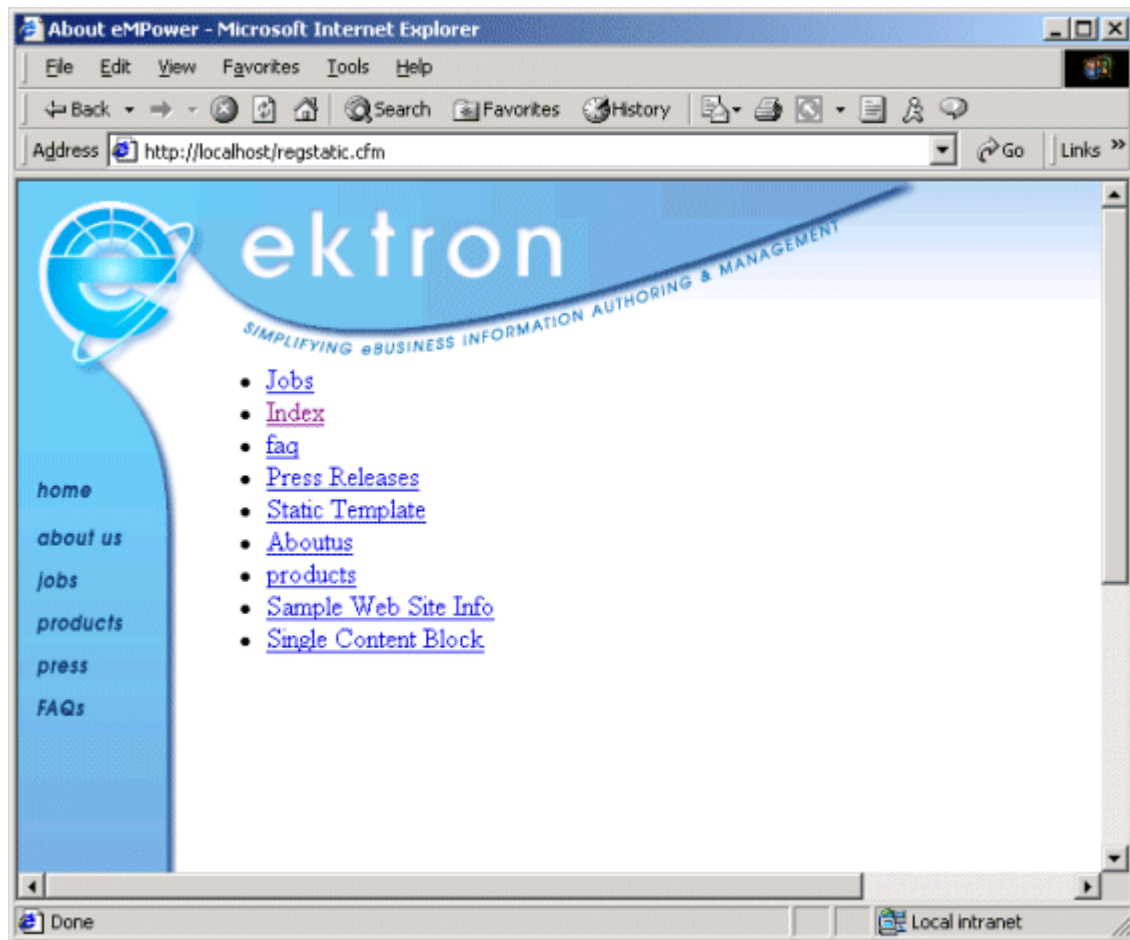 About eMPower - Microsoft Internet Explorer
File Edit View Favorites Tools Help
Back Search Favorites History
Address http://localhost/regstatic.cfm Go Links »
ektron
SIMPLIFYING eBUSINESS INFORMATION AUTHORING & MANAGEMENT
Jobs
Index
faq
Press Releases
Static Template
Aboutus
products
Sample Web Site Info
Single Content Block
home
about us
jobs
products
press
FAQs
Done Local intranet